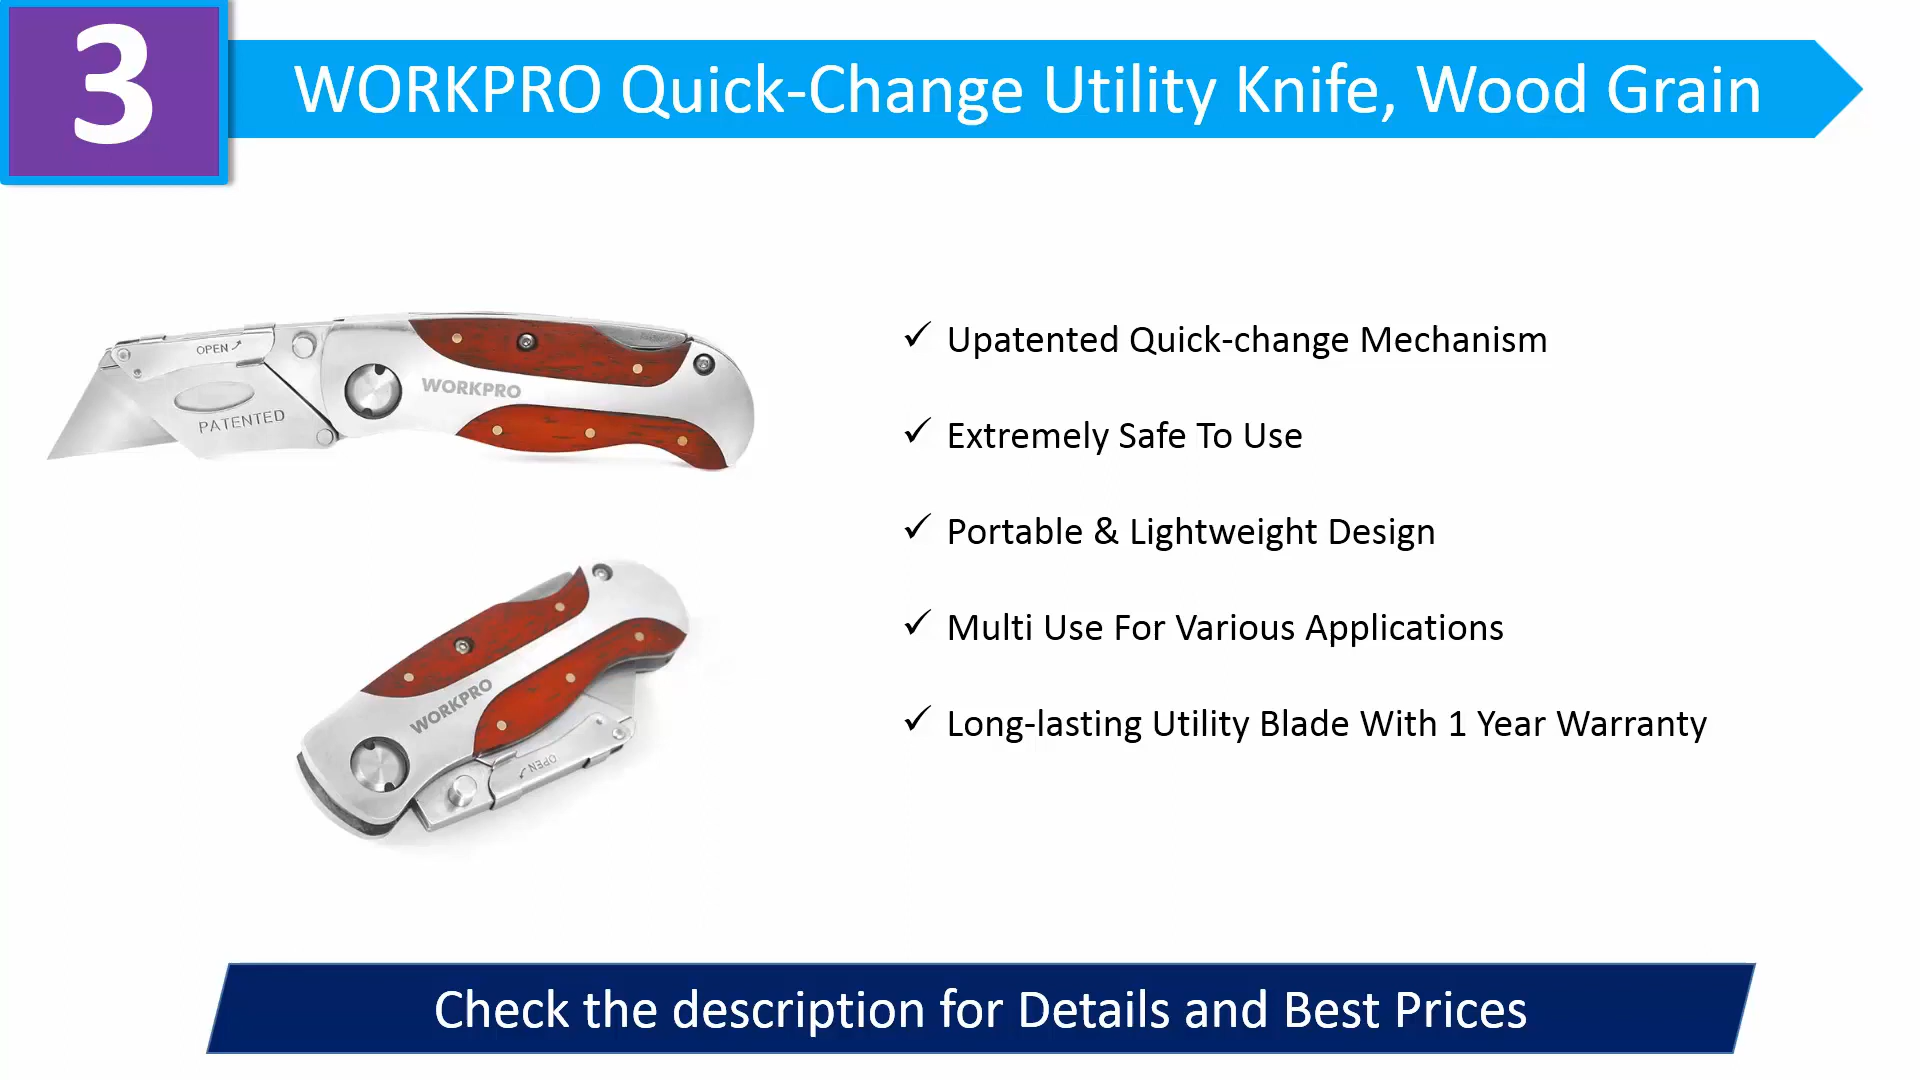 3
WORKPRO Quick-Change Utility Knife, Wood Grain
OPEN
PATENTED
WORKPRO
WORKPRO
OPEN
✓ Upatented Quick-change Mechanism
✓ Extremely Safe To Use
✓ Portable & Lightweight Design
✓ Multi Use For Various Applications
✓ Long-lasting Utility Blade With 1 Year Warranty
Check the description for Details and Best Prices